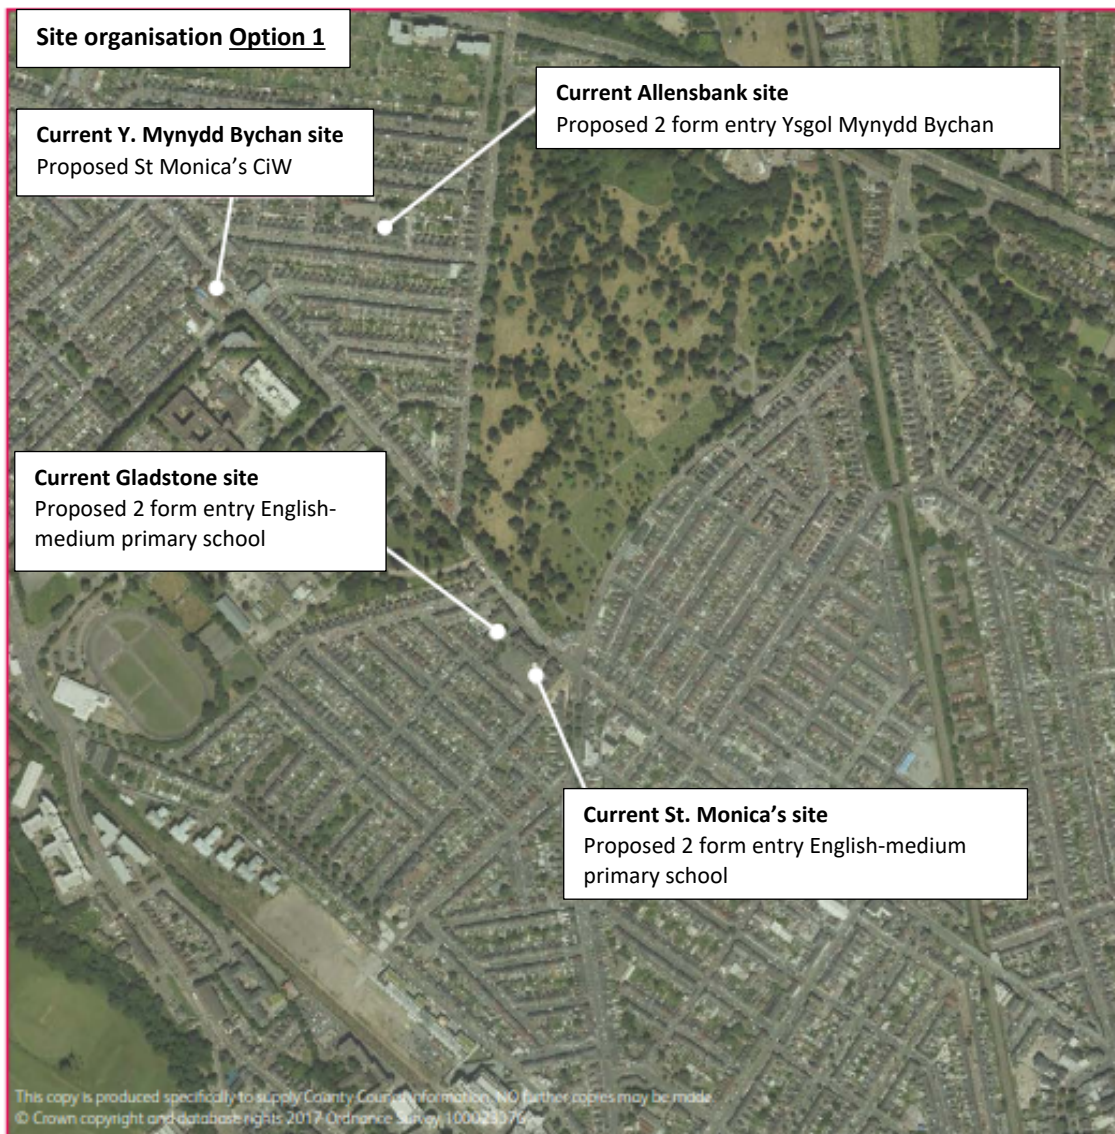 Site organisation Option 1
Current Allensbank site
Proposed 2 form entry Ysgol Mynydd Bychan
Current Y. Mynydd Bychan site
Proposed St Monica's CiW
Current Gladstone site
Proposed 2 form entry English-
medium primary school
Current St. Monica's site
Proposed 2 form entry English-medium
primary school
This copy is produced specifically to supply County Council information. NO further copies may be made.
© Crown copyright and database rights 2017 Ordnance Survey